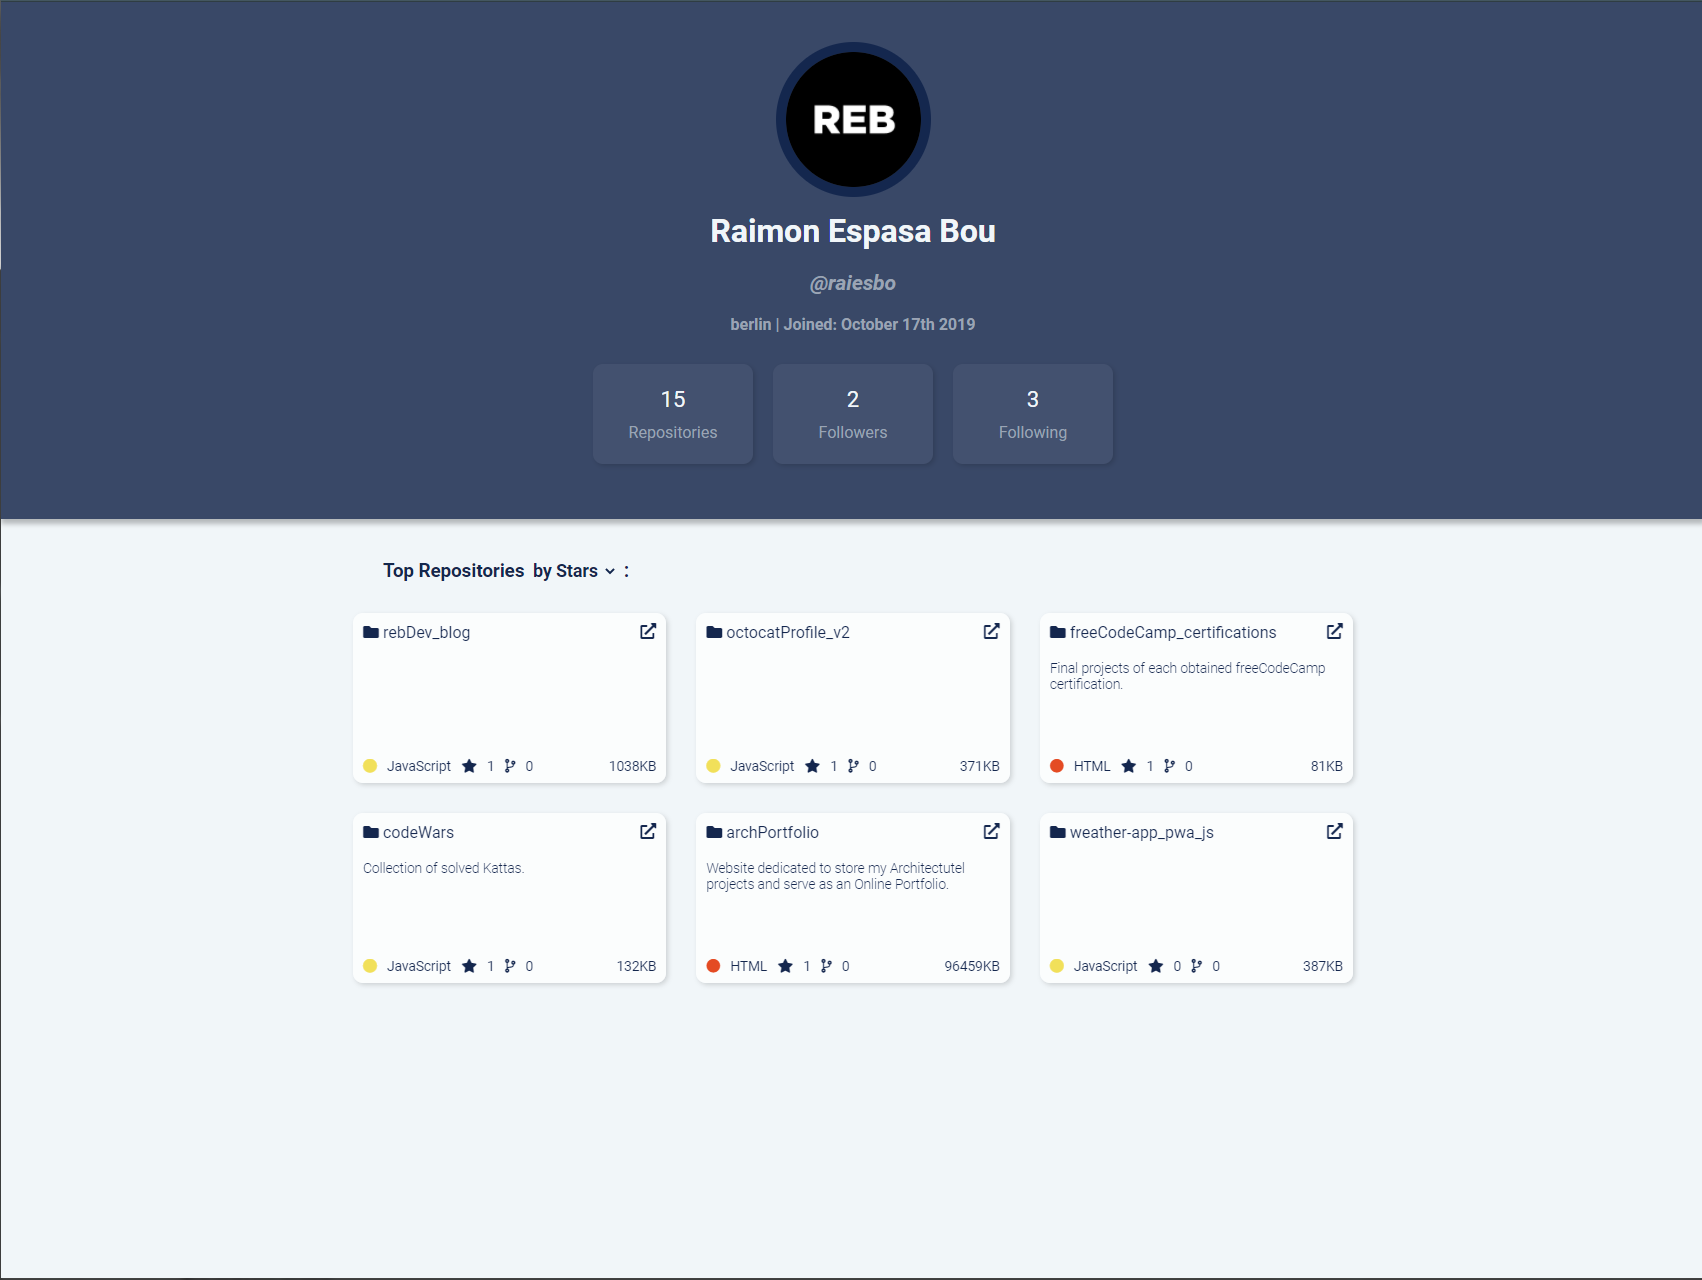 REB
Raimon Espasa Bou
@raiesbo
berlin | Joined: October 17th 2019
15
Repositories
2
Followers
3
Following
Top Repositories by Stars :
rebDev_blog
JavaScript 1 0 1038KB
octocatProfile_v2
JavaScript 1 0 371KB
freeCodeCamp_certifications
Final projects of each obtained freeCodeCamp
certification.
HTML 1 0 81KB
codeWars
Collection of solved Kattas.
JavaScript 1 0 132KB
archPortfolio
Website dedicated to store my Architectutel
projects and serve as an Online Portfolio.
HTML 1 0 96459KB
weather-app_pwa_js
JavaScript 0 0 387KB